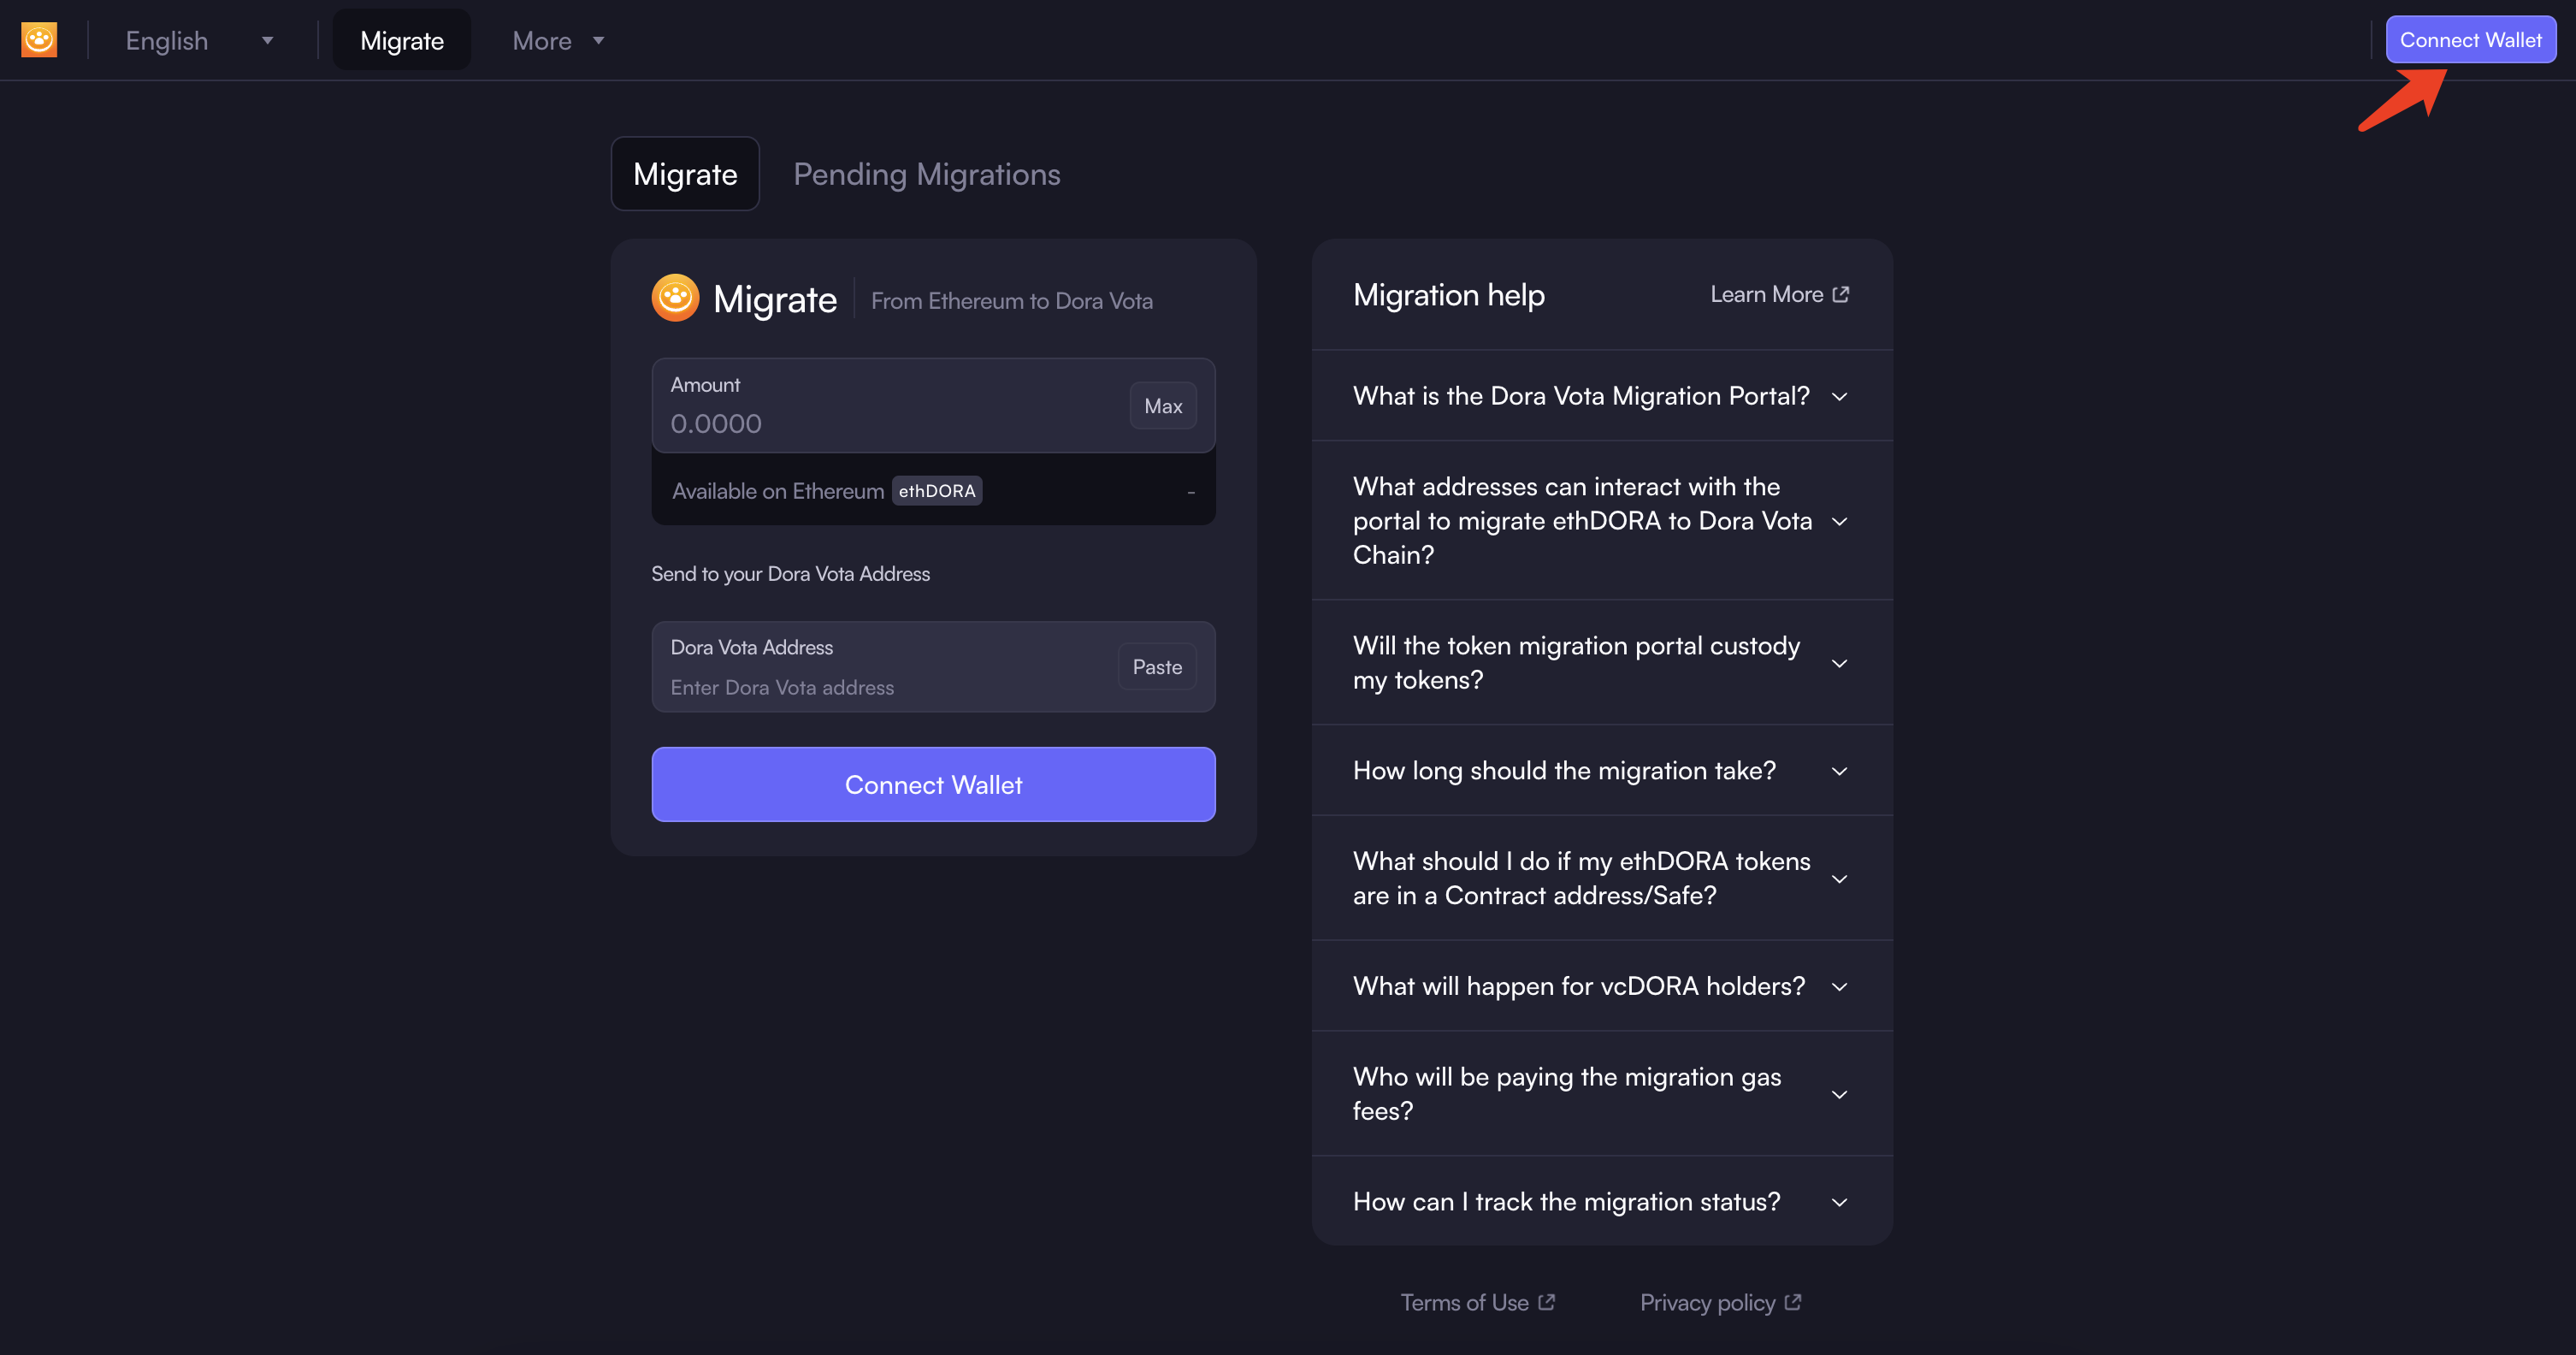 English
Migrate
More
Connect Wallet
Migrate
Pending Migrations
Migrate
From Ethereum to Dora Vota
Amount
0.0000
Max
Available on Ethereum
ethDORA
-
Send to your Dora Vota Address
Dora Vota Address
Enter Dora Vota address
Paste
Connect Wallet
Migration help
Learn More
What is the Dora Vota Migration Portal?
What addresses can interact with the
portal to migrate ethDORA to Dora Vota
Chain?
Will the token migration portal custody
my tokens?
How long should the migration take?
What should I do if my ethDORA tokens
are in a Contract address/Safe?
What will happen for vcDORA holders?
Who will be paying the migration gas
fees?
How can I track the migration status?
Terms of Use
Privacy policy